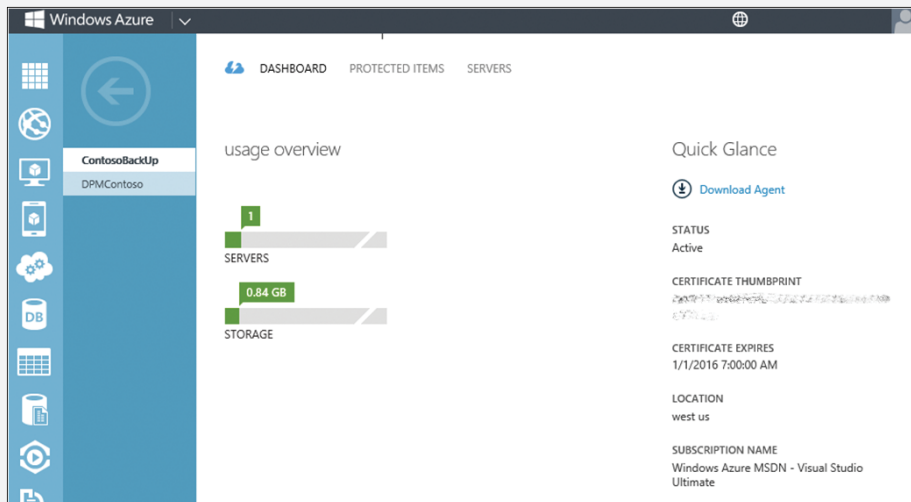 Windows Azure
DASHBOARD PROTECTED ITEMS SERVERS
ContosoBackUp
DPMContoso
usage overview
1
SERVERS
0.84 GB
STORAGE
Quick Glance
Download Agent
STATUS
Active
CERTIFICATE THUMBPRINT
CERTIFICATE EXPIRES
1/1/2016 7:00:00 AM
LOCATION
west us
SUBSCRIPTION NAME
Windows Azure MSDN - Visual Studio
Ultimate
DB